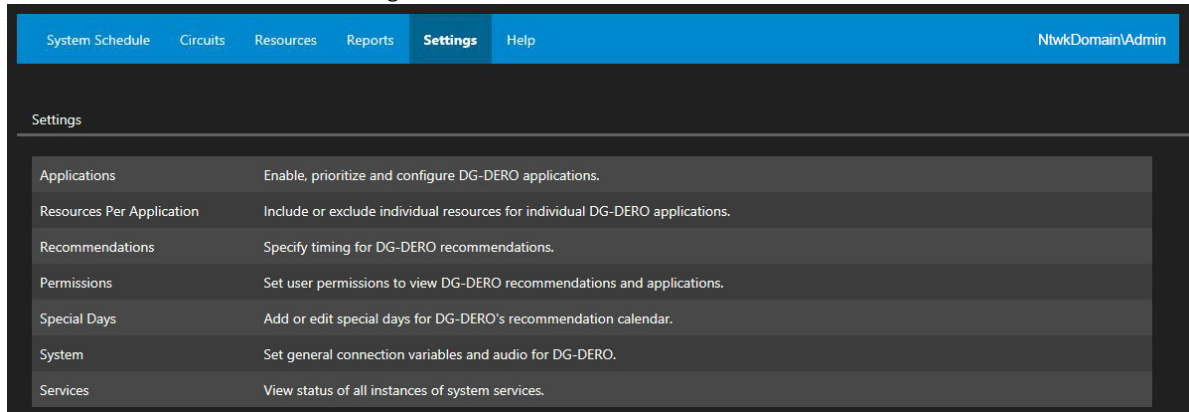 System Schedule Circuits Resources Reports Settings Help NtwkDomain\Admin
Settings
Applications Enable, prioritize and configure DG-DERO applications.
Resources Per Application Include or exclude individual resources for individual DG-DERO applications.
Recommendations Specify timing for DG-DERO recommendations.
Permissions Set user permissions to view DG-DERO recommendations and applications.
Special Days Add or edit special days for DG-DERO's recommendation calendar.
System Set general connection variables and audio for DG-DERO.
Services View status of all instances of system services.